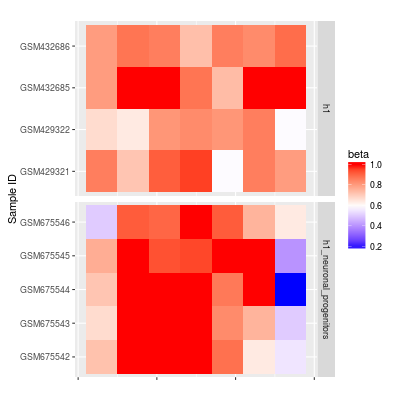 GSM432686
GSM432685
GSM429322
GSM429321
h1
GSM675546
GSM675545
GSM675544
GSM675543
GSM675542
h1_neuronal_progenitors
Sample ID
beta
1.0
0.8
0.6
0.4
0.2